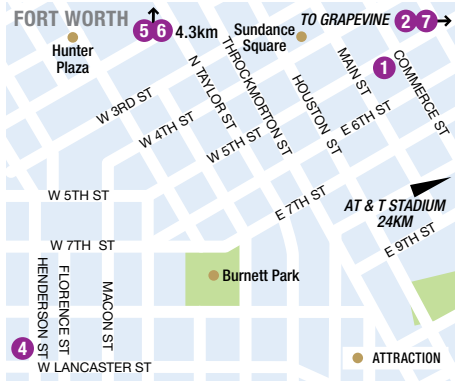 FORT WORTH
5 6 4.3km
TO GRAPEVINE 2 7
Hunter
Plaza
Sundance
Square
1
N TAYLOR ST
THROCKMORTON ST
HOUSTON ST
MAIN ST
COMMERCE ST
W 3RD ST
W 4TH ST
W 5TH ST
E 6TH ST
W 5TH ST
E 7TH ST
AT & T STADIUM
24KM
E 9TH ST
W 7TH ST
Burnett Park
HENDERSON ST
FLORENCE ST
MACON ST
4
W LANCASTER ST
ATTRACTION